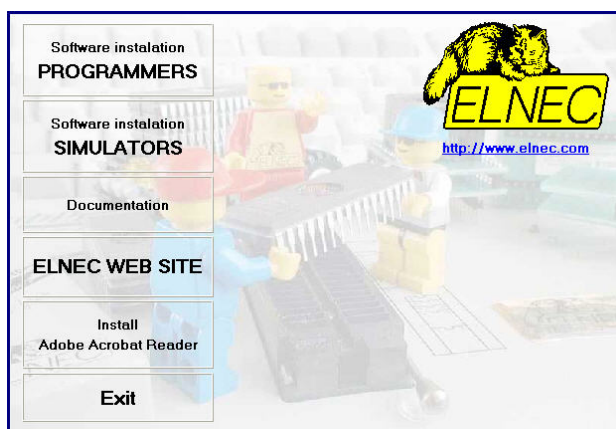 Software instalation
PROGRAMMERS
Software instalation
SIMULATORS
Documentation
ELNEC WEB SITE
Install
Adobe Acrobat Reader
Exit
ELNEC
http://www.elnec.com